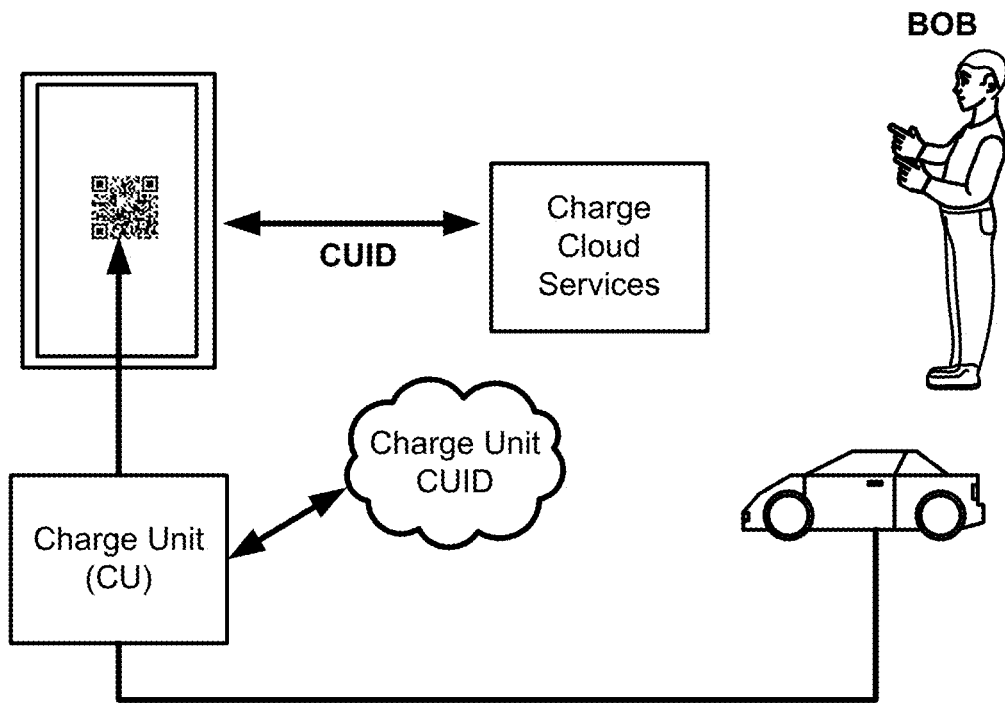 BOB
Charge
Cloud
Services
CUID
Charge Unit
CUID
Charge Unit
(CU)